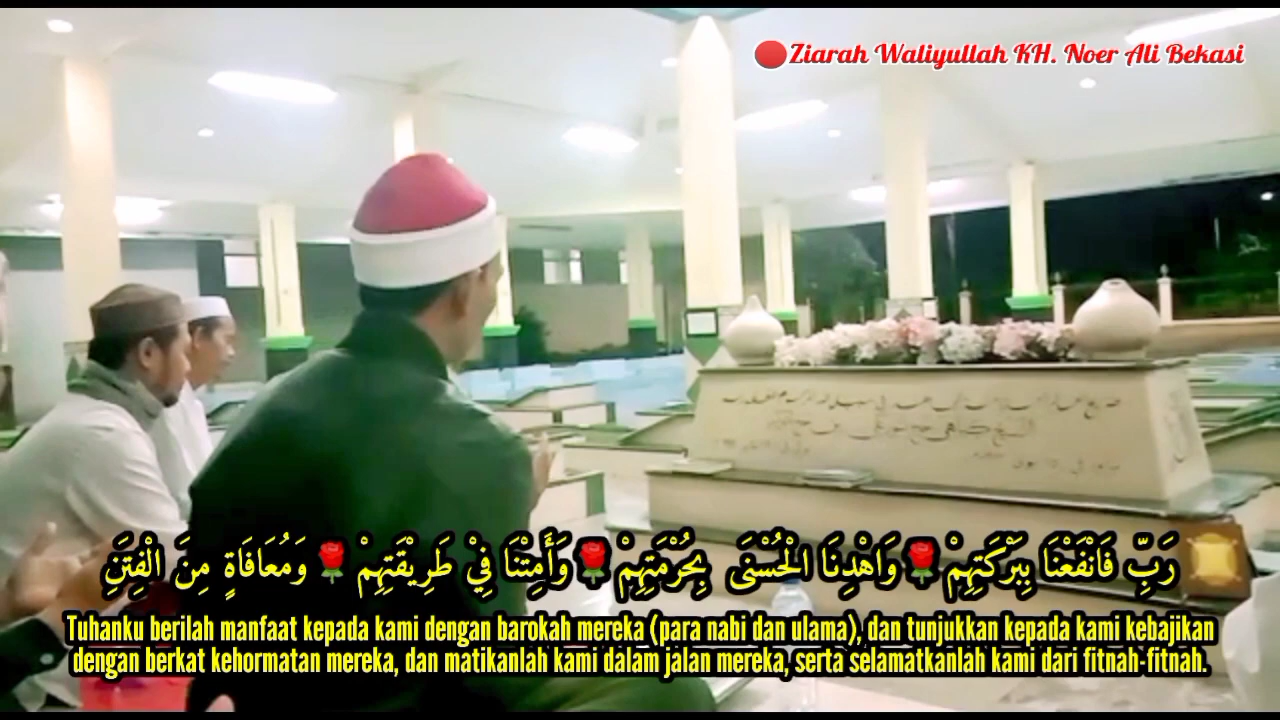 Ziarah Waliyullah KH. Noer Ali Bekasi
رَبِّ فَانْفَعْنَا بِبَرْكَتِهِمْ🌹وَاهْدِنَا الْحُسْنَى بِحُرْمَتِهِمْ🌹وَأَمِتْنَا فِيْ طَرِيْقَتِهِمْ🌹وَمُعَافَاةٍ مِنَ الْفِتَنِ
Tuhanku berilah manfaat kepada kami dengan barokah mereka (para nabi dan ulama), dan tunjukkan kepada kami kebajikan
dengan berkat kehormatan mereka, dan matikanlah kami dalam jalan mereka, serta selamatkanlah kami dari fitnah-fitnah.